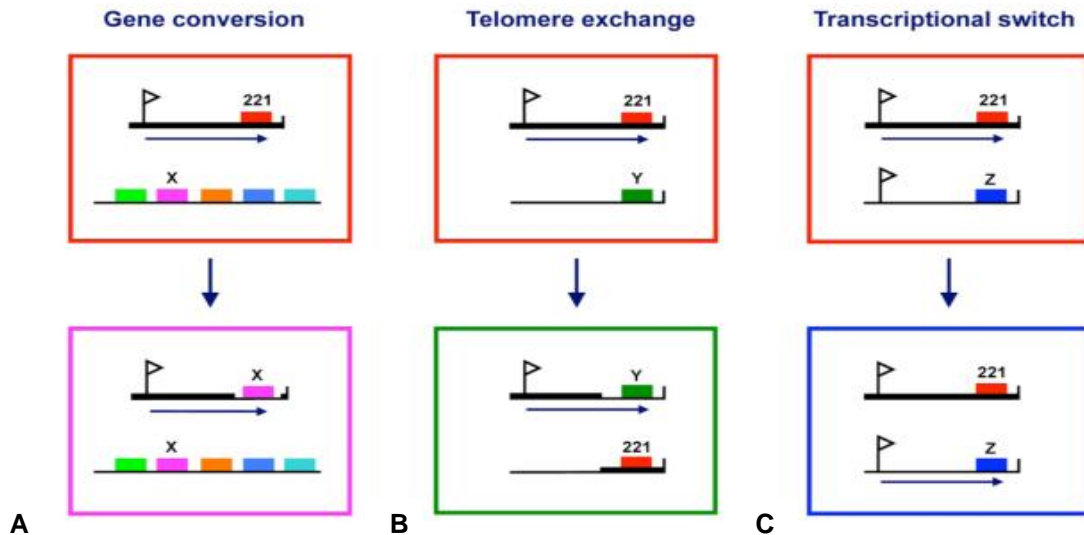 Gene conversion Telomere exchange Transcriptional switch
221 221 221
X Y Z
X Y 221
X 221 Z
A B C